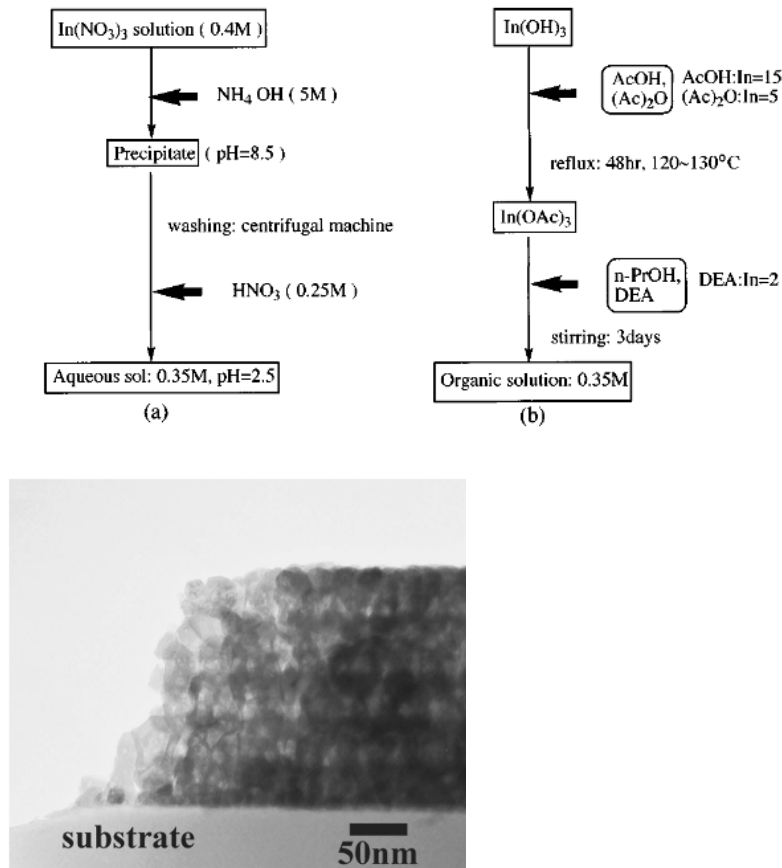 In(NO₃)₃ solution ( 0.4M )
NH₄ OH ( 5M )
Precipitate ( pH=8.5 )
washing: centrifugal machine
HNO₃ ( 0.25M )
Aqueous sol: 0.35M, pH=2.5
(a)
In(OH)₃
AcOH, AcOH:In=15
(Ac)₂O (Ac)₂O:In=5
reflux: 48hr, 120~130°C
In(OAc)₃
n-PrOH,
DEA DEA:In=2
stirring: 3days
Organic solution: 0.35M
(b)
substrate
50nm